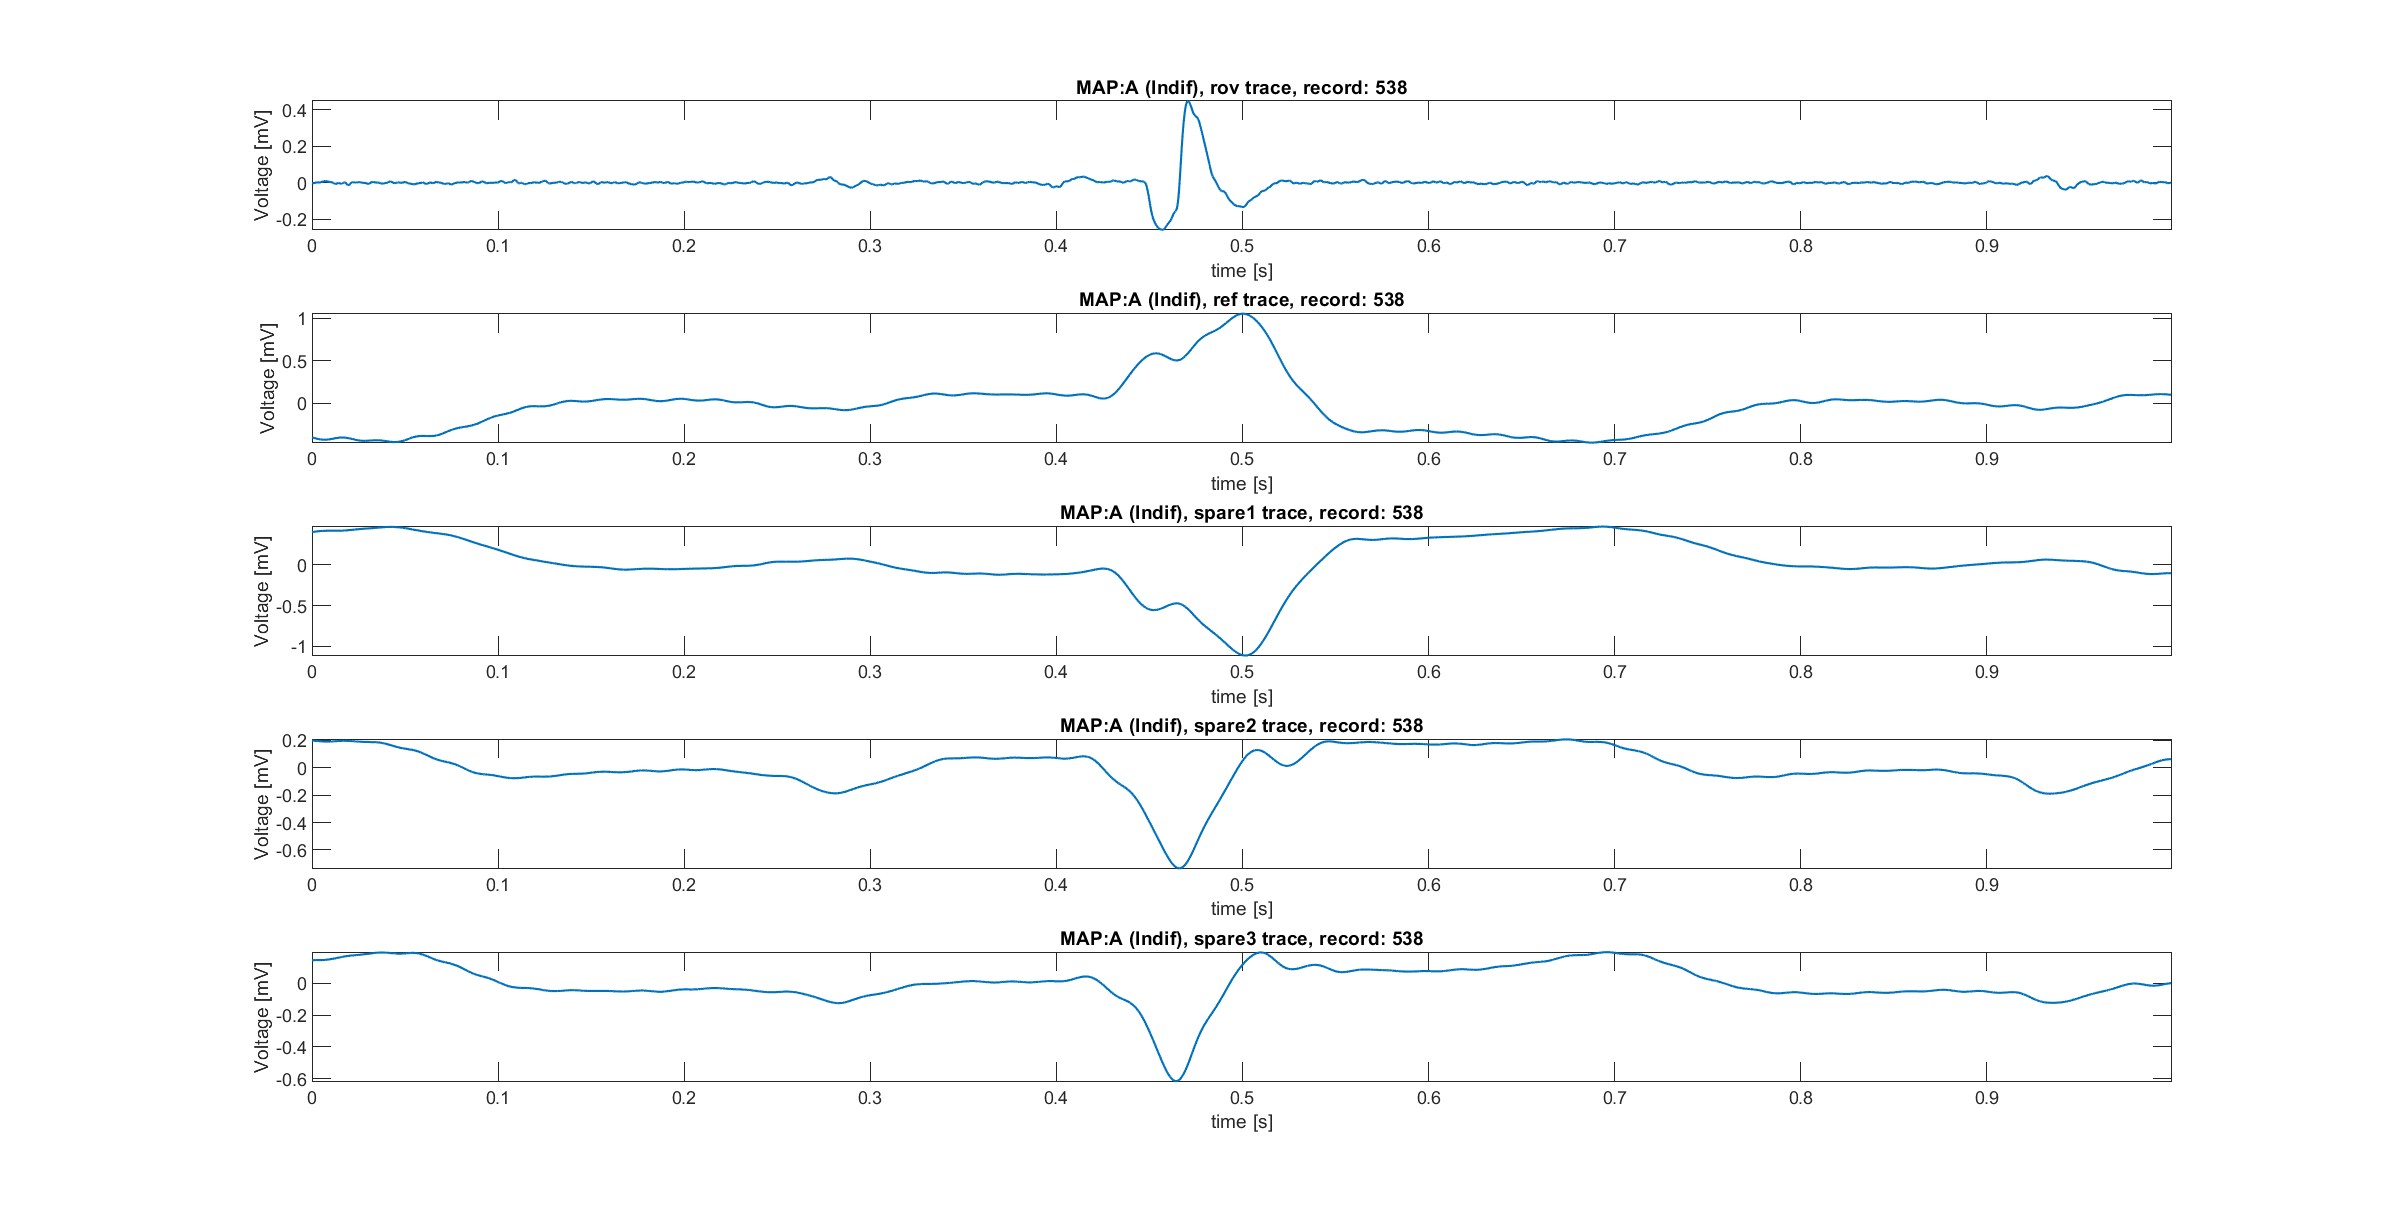 MAP:A (Indif), rov trace, record: 538
Voltage [mV]
0.4
0.2
0
-0.2
0 0.1 0.2 0.3 0.4 0.5 0.6 0.7 0.8 0.9
time [s]
MAP:A (Indif), ref trace, record: 538
Voltage [mV]
1
0.5
0
0 0.1 0.2 0.3 0.4 0.5 0.6 0.7 0.8 0.9
time [s]
MAP:A (Indif), spare1 trace, record: 538
Voltage [mV]
0
-0.5
-1
0 0.1 0.2 0.3 0.4 0.5 0.6 0.7 0.8 0.9
time [s]
MAP:A (Indif), spare2 trace, record: 538
Voltage [mV]
0.2
0
-0.2
-0.4
-0.6
0 0.1 0.2 0.3 0.4 0.5 0.6 0.7 0.8 0.9
time [s]
MAP:A (Indif), spare3 trace, record: 538
Voltage [mV]
0
-0.2
-0.4
-0.6
0 0.1 0.2 0.3 0.4 0.5 0.6 0.7 0.8 0.9
time [s]